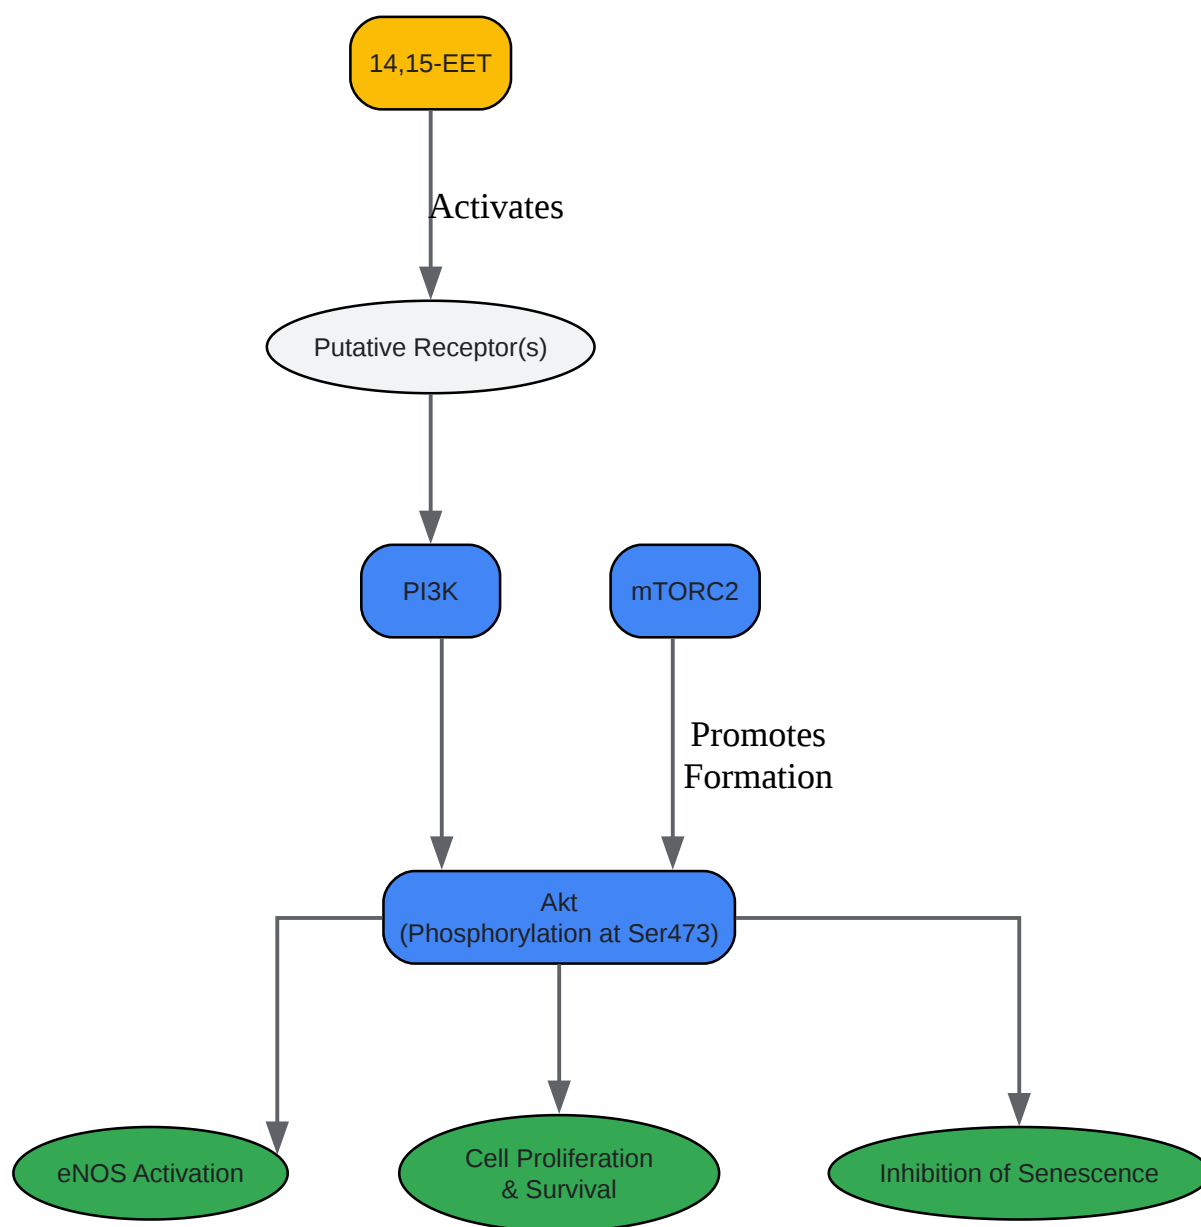 14,15-EET
Activates
Putative Receptor(s)
PI3K
mTORC2
Promotes
Formation
Akt
(Phosphorylation at Ser473)
eNOS Activation
Cell Proliferation
& Survival
Inhibition of Senescence